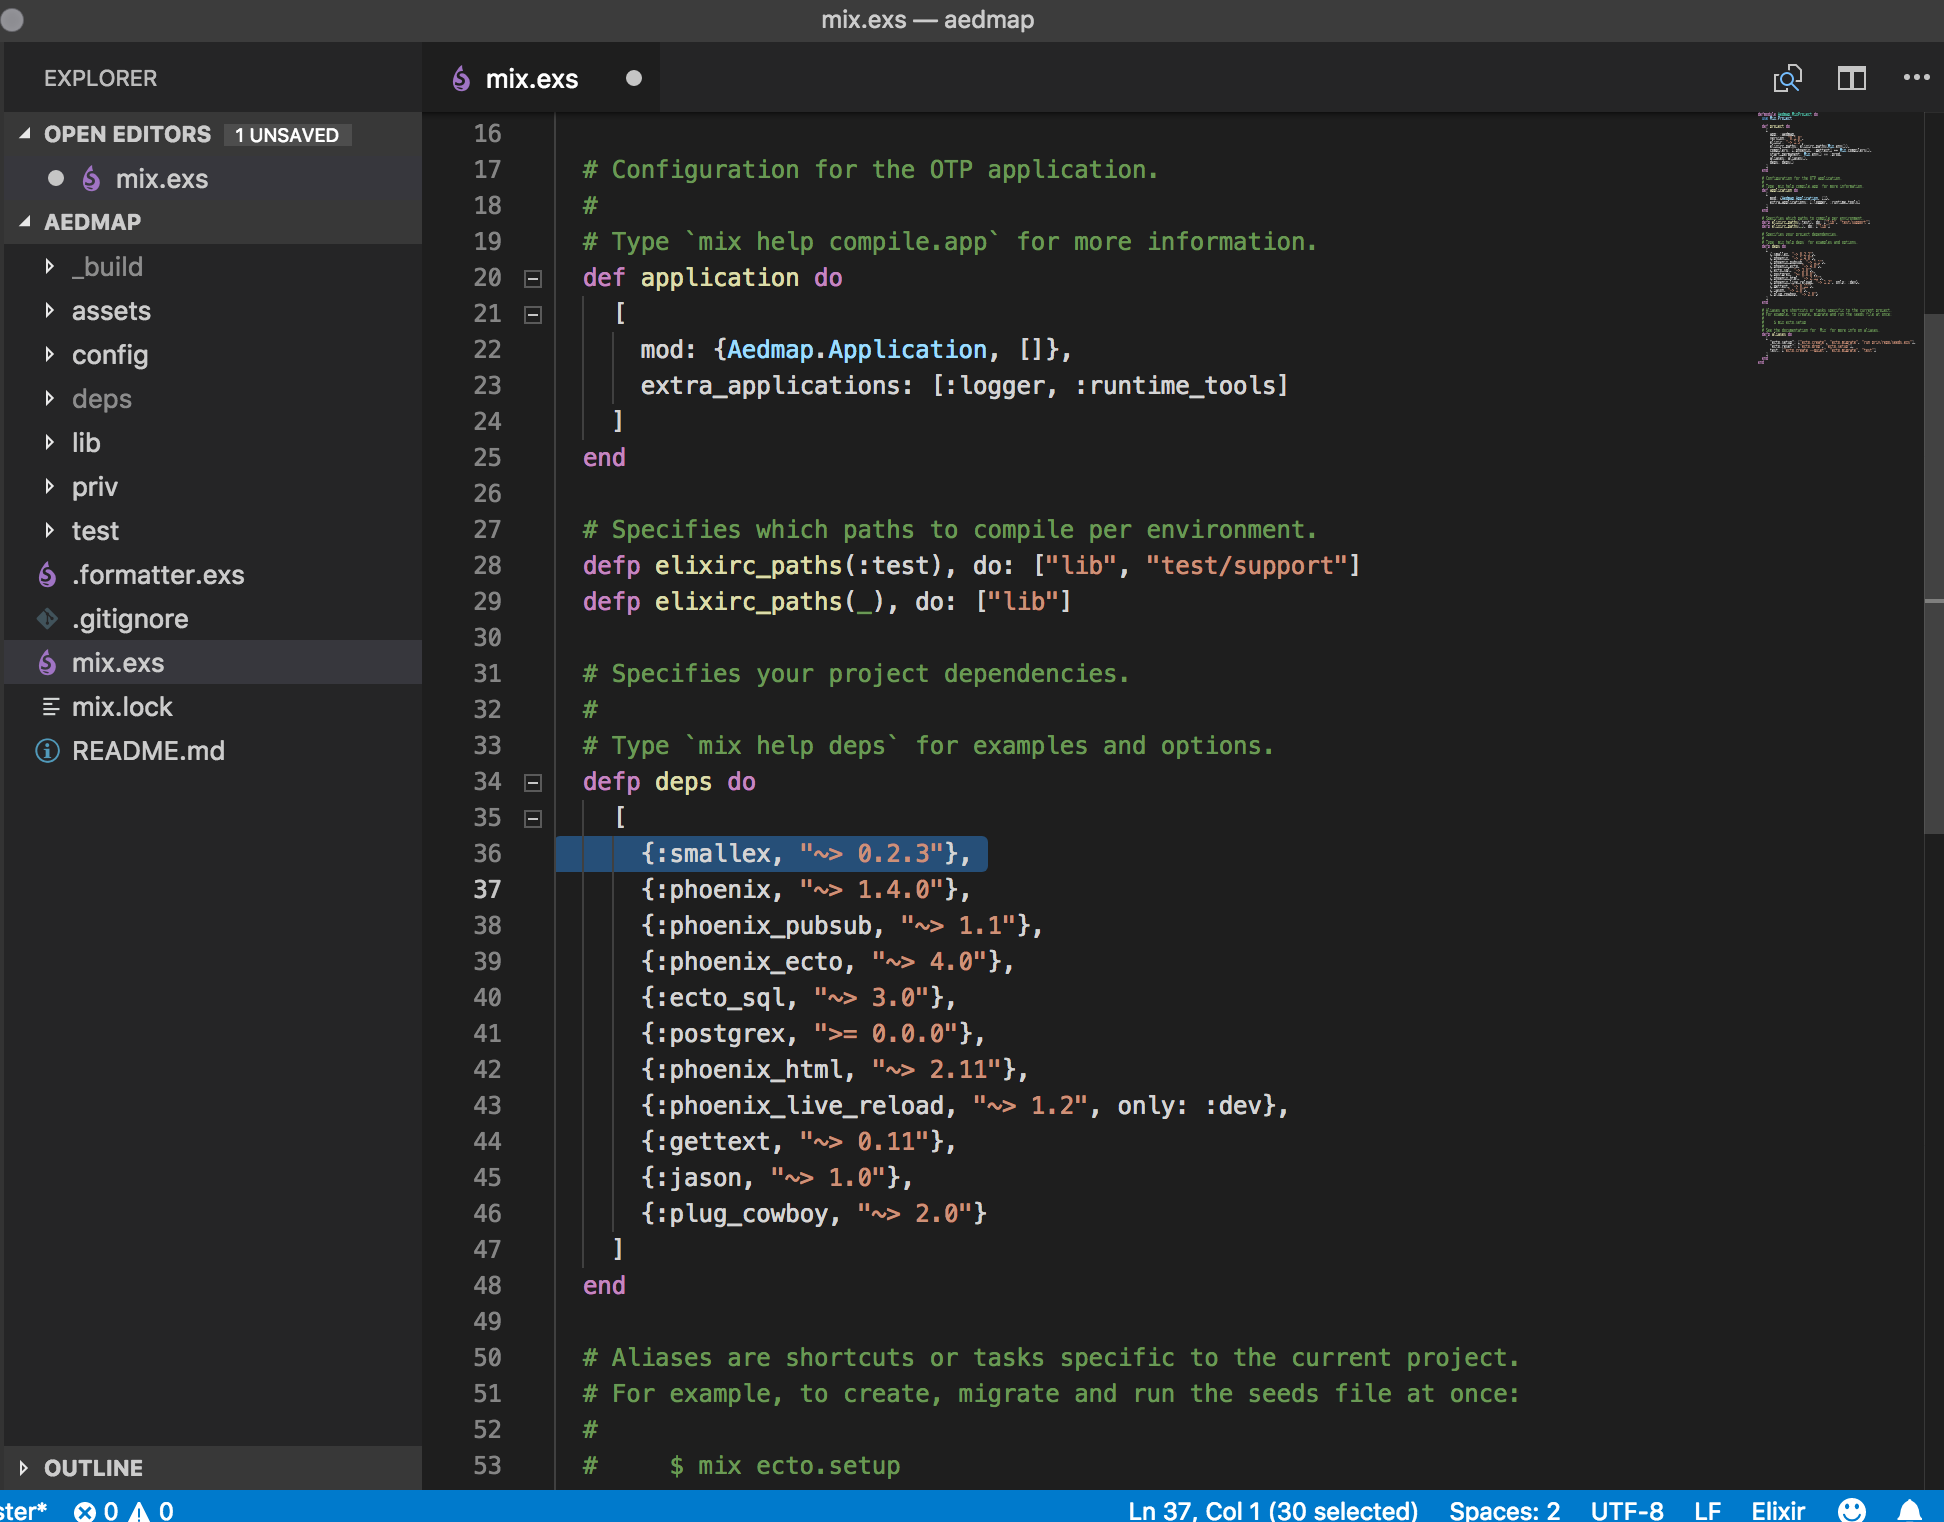 mix.exs — aedmap
EXPLORER
OPEN EDITORS 1 UNSAVED
mix.exs
AEDMAP
_build
assets
config
deps
lib
priv
test
.formatter.exs
.gitignore
mix.exs
mix.lock
README.md
OUTLINE
mix.exs
16
17 # Configuration for the OTP application.
18 #
19 # Type `mix help compile.app` for more information.
20 def application do
21 [
22 mod: {Aedmap.Application, []},
23 extra_applications: [:logger, :runtime_tools]
24 ]
25 end
26
27 # Specifies which paths to compile per environment.
28 defp elixirc_paths(:test), do: ["lib", "test/support"]
29 defp elixirc_paths(_), do: ["lib"]
30
31 # Specifies your project dependencies.
32 #
33 # Type `mix help deps` for examples and options.
34 defp deps do
35 [
36 {:smallex, "~> 0.2.3"},
37 {:phoenix, "~> 1.4.0"},
38 {:phoenix_pubsub, "~> 1.1"},
39 {:phoenix_ecto, "~> 4.0"},
40 {:ecto_sql, "~> 3.0"},
41 {:postgrex, ">= 0.0.0"},
42 {:phoenix_html, "~> 2.11"},
43 {:phoenix_live_reload, "~> 1.2", only: :dev},
44 {:gettext, "~> 0.11"},
45 {:jason, "~> 1.0"},
46 {:plug_cowboy, "~> 2.0"}
47 ]
48 end
49
50 # Aliases are shortcuts or tasks specific to the current project.
51 # For example, to create, migrate and run the seeds file at once:
52 #
53 # $ mix ecto.setup
ster* 0 0 Ln 37, Col 1 (30 selected) Spaces: 2 UTF-8 LF Elixir